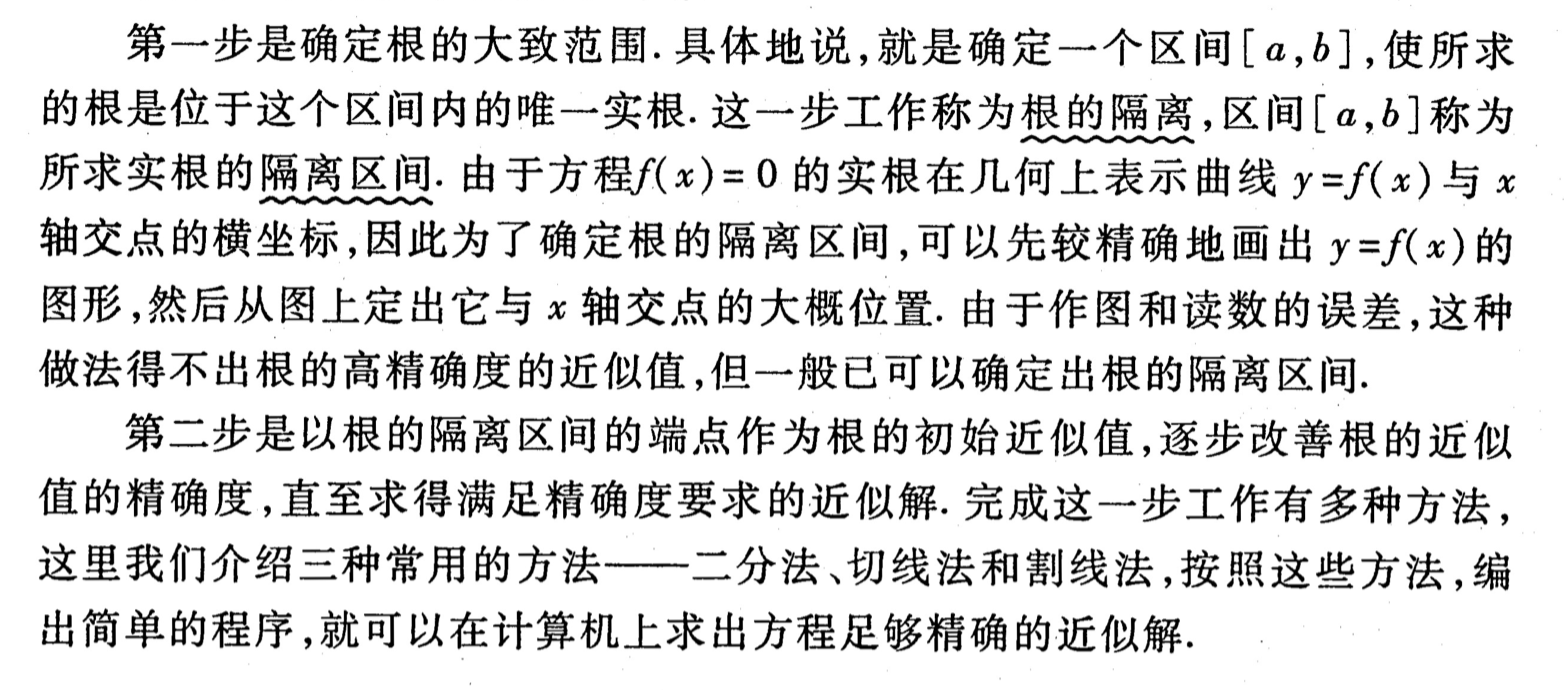 第一步是确定根的大致范围. 具体地说,就是确定一个区间[a,b],使所求
的根是位于这个区间内的唯一实根. 这一步工作称为根的隔离,区间[a,b]称为
所求实根的隔离区间. 由于方程f(x)=0 的实根在几何上表示曲线 y=f(x)与 x
轴交点的横坐标,因此为了确定根的隔离区间,可以先较精确地画出 y=f(x)的
图形,然后从图上定出它与 x 轴交点的大概位置. 由于作图和读数的误差,这种
做法得不出根的高精确度的近似值,但一般已可以确定出根的隔离区间.
第二步是以根的隔离区间的端点作为根的初始近似值,逐步改善根的近似
值的精确度,直至求得满足精确度要求的近似解. 完成这一步工作有多种方法,
这里我们介绍三种常用的方法——二分法、切线法和割线法,按照这些方法,编
出简单的程序,就可以在计算机上求出方程足够精确的近似解.